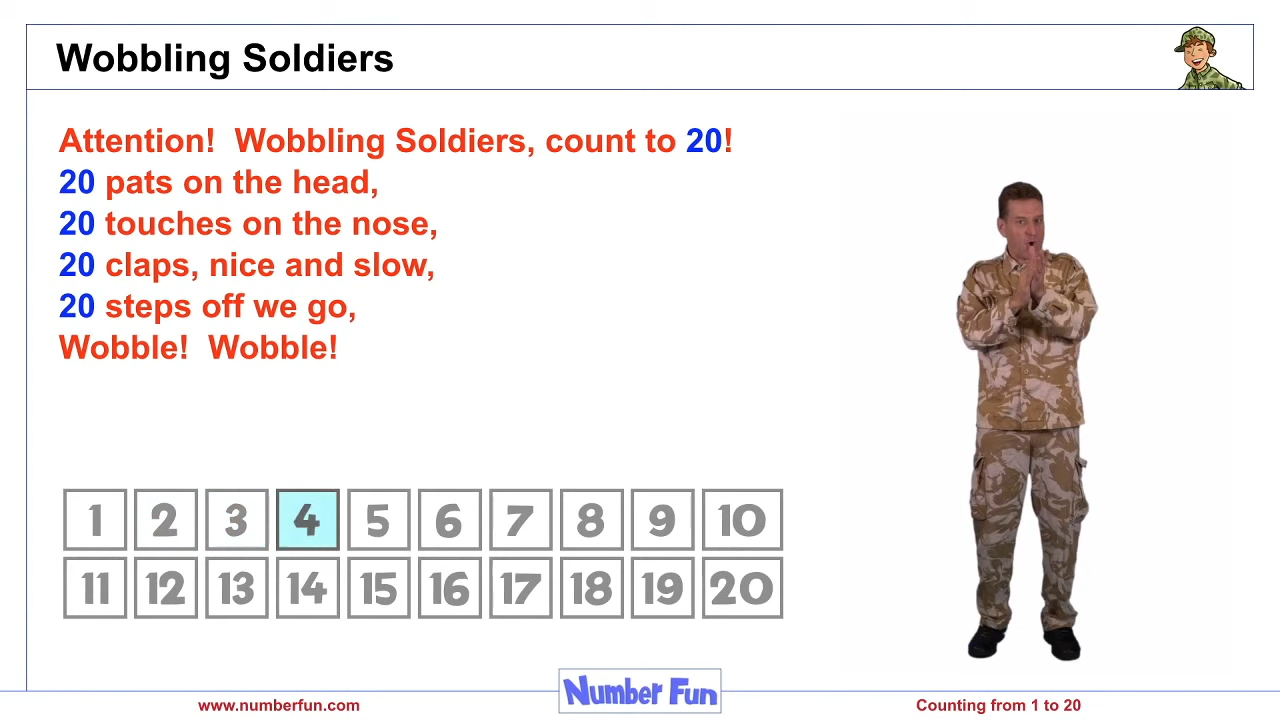 Wobbling Soldiers
Attention!  Wobbling Soldiers, count to 20!
20 pats on the head,
20 touches on the nose,
20 claps, nice and slow,
20 steps off we go,
Wobble!  Wobble!
1 2 3 4 5 6 7 8 9 10
11 12 13 14 15 16 17 18 19 20
www.numberfun.com
Number Fun
Counting from 1 to 20